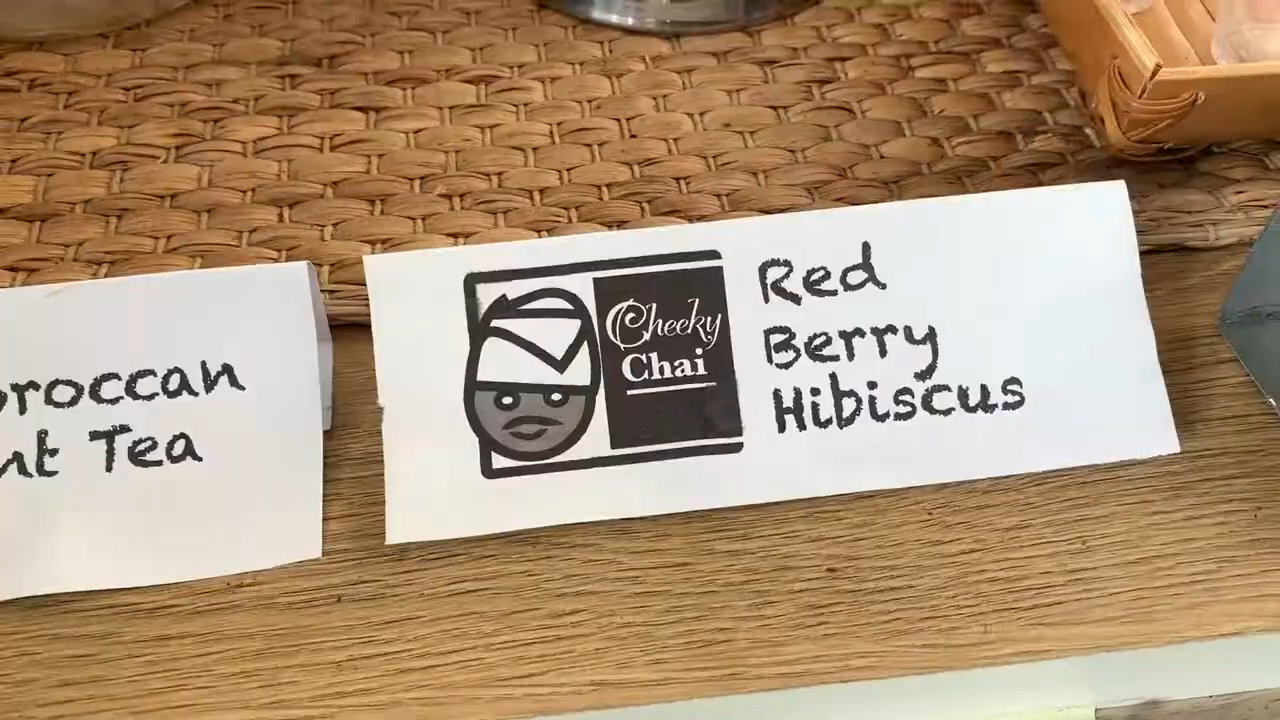 oroccan
nt Tea
Cheeky
Chai
Red
Berry
Hibiscus